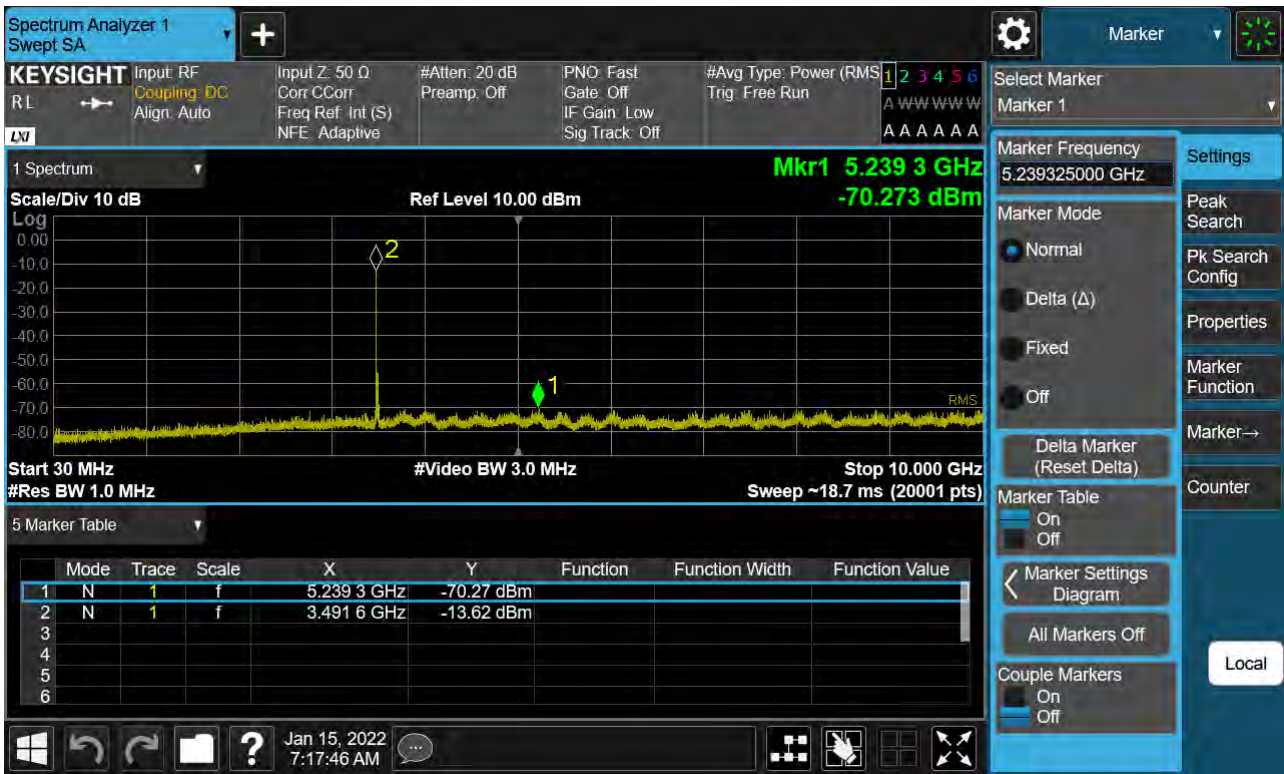 Spectrum Analyzer 1
Swept SA
Marker
KEYSIGHT
RL
LXI
Input: RF
Coupling: DC
Align: Auto
Input Z: 50 Ω
Corr CCorr
Freq Ref: Int (S)
NFE: Adaptive
#Atten: 20 dB
Preamp: Off
PNO: Fast
Gate: Off
IF Gain: Low
Sig Track: Off
#Avg Type: Power (RMS
Trig: Free Run
1 2 3 4 5 6
A W W W W W
A A A A A A
1 Spectrum
Mkr1 5.239 3 GHz
Scale/Div 10 dB
Ref Level 10.00 dBm
-70.273 dBm
Log
0.00
-10.0
-20.0
-30.0
-40.0
-50.0
-60.0
-70.0
-80.0
2
1
RMS
Start 30 MHz
#Video BW 3.0 MHz
Stop 10.000 GHz
#Res BW 1.0 MHz
Sweep ~18.7 ms (20001 pts)
5 Marker Table
Mode Trace Scale X Y Function Function Width Function Value
1 N 1 f 5.239 3 GHz -70.27 dBm
2 N 1 f 3.491 6 GHz -13.62 dBm
3
4
5
6
Select Marker
Marker 1
Marker Frequency
5.239325000 GHz
Marker Mode
Normal
Delta (Δ)
Fixed
Off
Delta Marker
(Reset Delta)
Marker Table
On
Off
Marker Settings
Diagram
All Markers Off
Couple Markers
On
Off
Settings
Peak
Search
Pk Search
Config
Properties
Marker
Function
Marker→
Counter
Local
?
Jan 15, 2022
7:17:46 AM